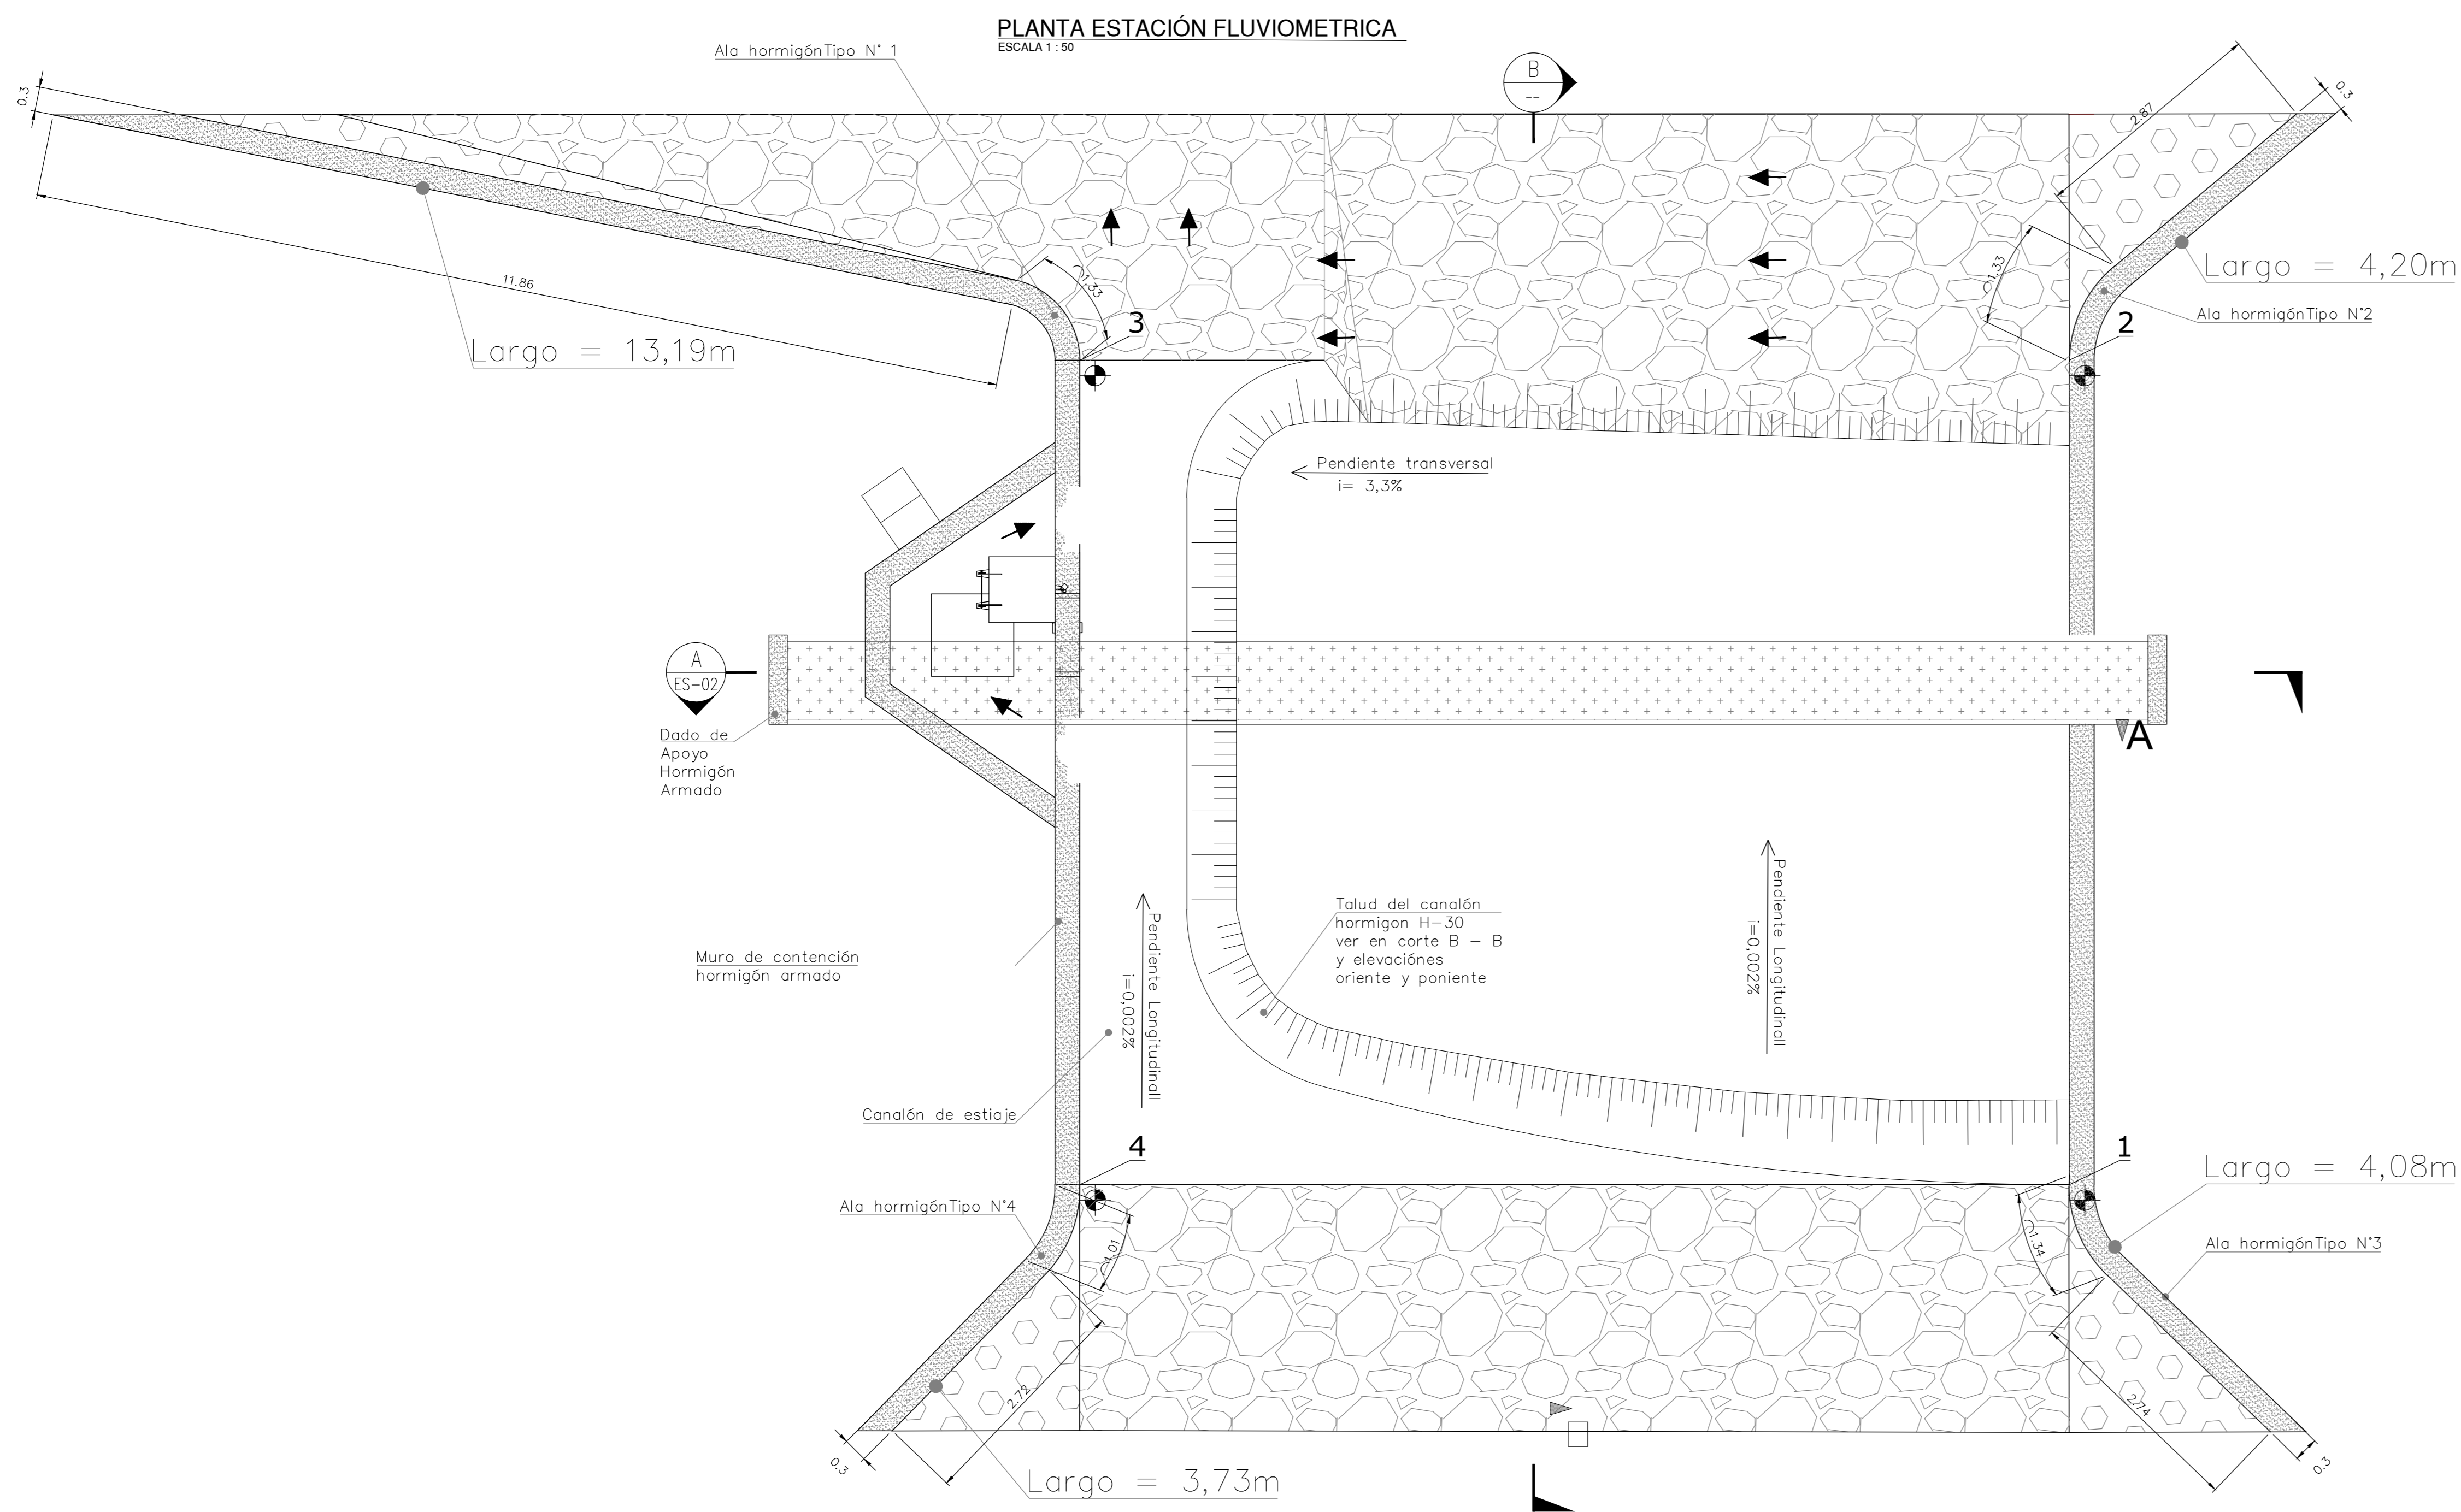 PLANTA ESTACIÓN FLUVIOMETRICA
ESCALA 1 : 50
Ala hormigónTipo N° 1
B
--
0.3
0.3
2.87
11.86
1.33
1.33
Largo = 13,19m
Largo = 4,20m
Ala hormigónTipo N°2
3
2
Pendiente transversal
i= 3,3%
A
ES-02
Dado de
Apoyo
Hormigón
Armado
A
Muro de contención
hormigón armado
Talud del canalón
hormigon H-30
ver en corte B - B
y elevaciónes
oriente y poniente
Pendiente Longitudinall
i=0,002%
Pendiente Longitudinall
i=0,002%
Canalón de estiaje
4
1
Largo = 4,08m
Ala hormigónTipo N°4
Ala hormigónTipo N°3
1.01
1.34
2.72
2.74
0.3
0.3
Largo = 3,73m